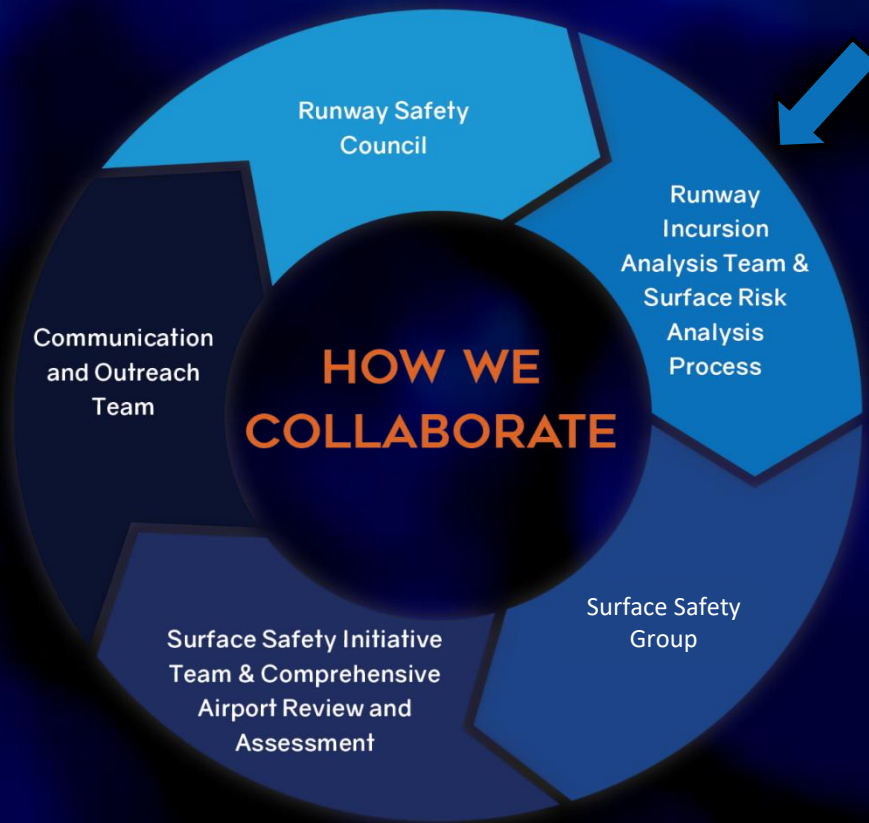 Runway Safety
Council
Runway
Incursion
Analysis Team &
Surface Risk
Analysis
Process
Communication
and Outreach
Team
HOW WE
COLLABORATE
Surface Safety
Group
Surface Safety Initiative
Team & Comprehensive
Airport Review and
Assessment